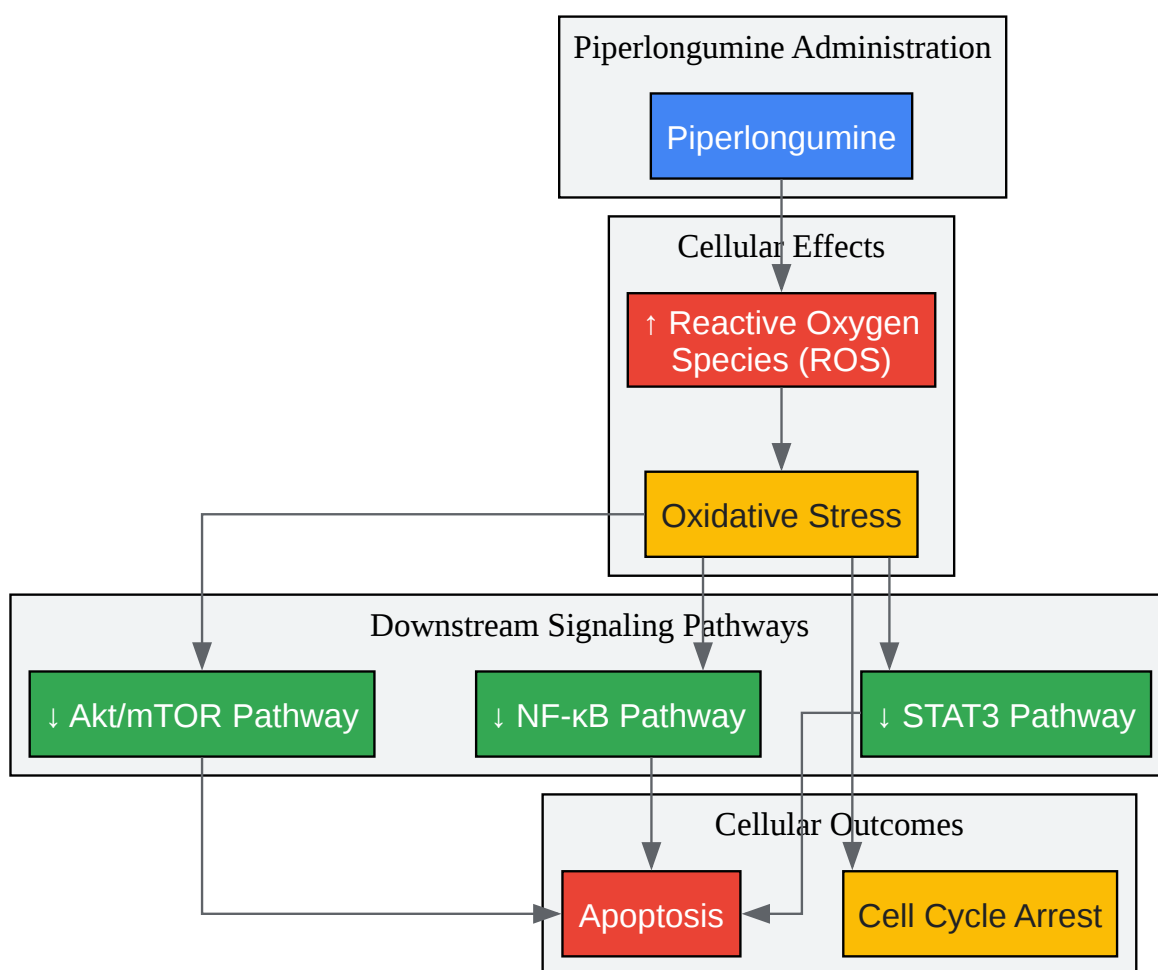 Piperlongumine Administration
Piperlongumine
Cellular Effects
↑ Reactive Oxygen
Species (ROS)
Oxidative Stress
Downstream Signaling Pathways
↓ Akt/mTOR Pathway
↓ NF-κB Pathway
↓ STAT3 Pathway
Cellular Outcomes
Apoptosis
Cell Cycle Arrest